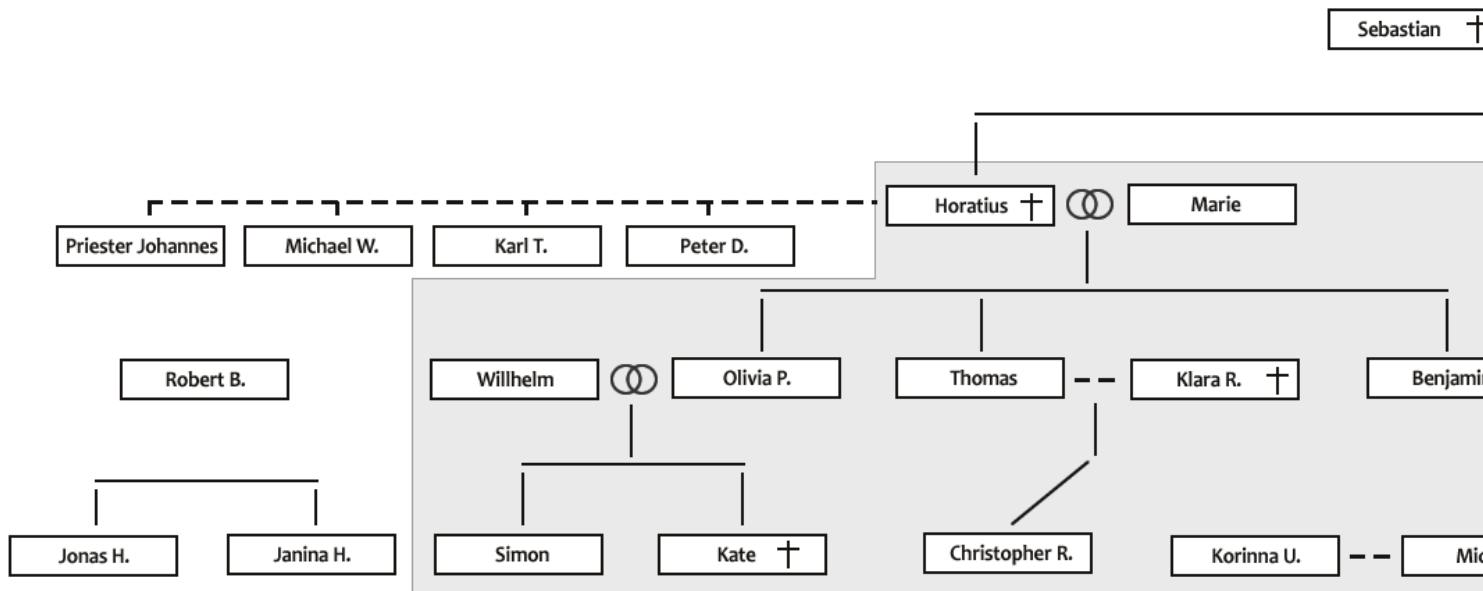 Sebastian
Horatius
Marie
Priester Johannes
Michael W.
Karl T.
Peter D.
Robert B.
Willhelm
Olivia P.
Thomas
Klara R.
Jonas H.
Janina H.
Simon
Kate
Christopher R.
Korinna U.